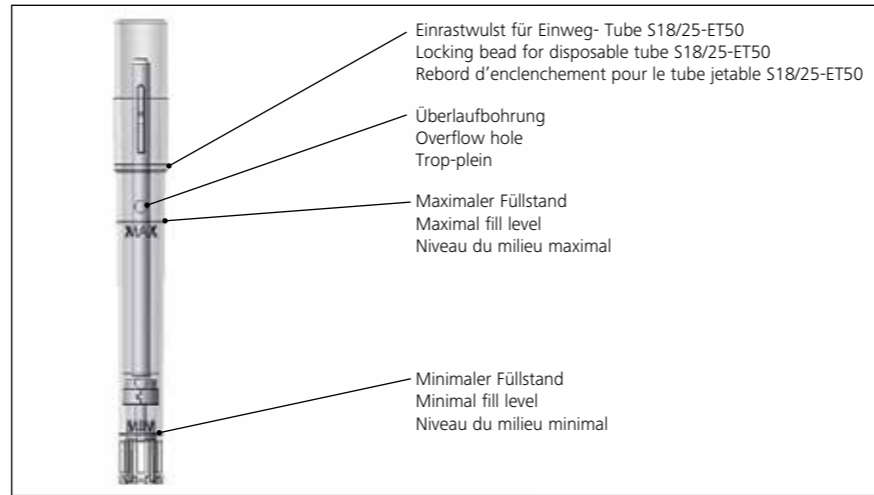 Einrastwulst für Einweg- Tube S18/25-ET50
Locking bead for disposable tube S18/25-ET50
Rebord d'enclenchement pour le tube jetable S18/25-ET50
Überlaufbohrung
Overflow hole
Trop-plein
Maximaler Füllstand
Maximal fill level
Niveau du milieu maximal
MAX
Minimaler Füllstand
Minimal fill level
Niveau du milieu minimal
MIM